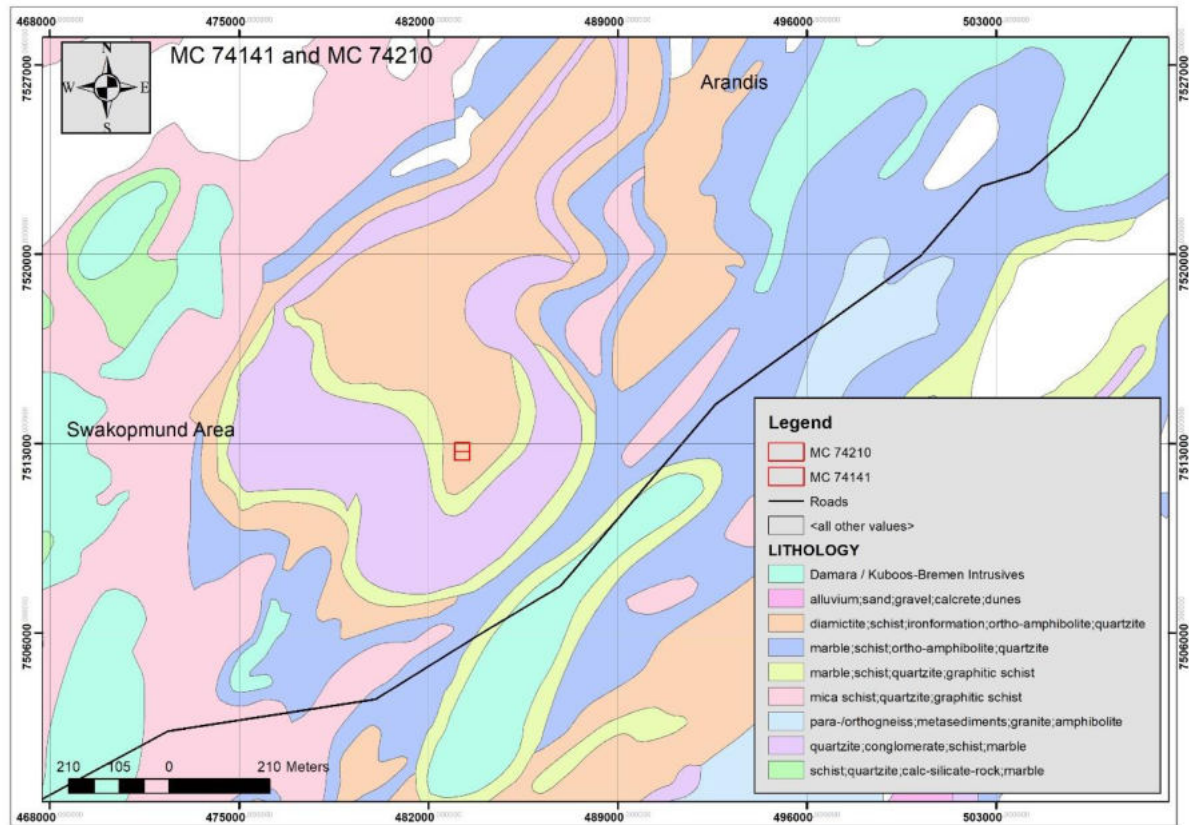 468000 475000 482000 489000 496000 503000
N
W E
S
MC 74141 and MC 74210
Arandis
7527000 7527000
7520000 7520000
Swakopmund Area
7513000 7513000
7506000 7506000
Legend
MC 74210
MC 74141
Roads
<all other values>
LITHOLOGY
Damara / Kuboos-Bremen Intrusives
alluvium;sand;gravel;calcrete;dunes
diamictite;schist;ironformation;ortho-amphibolite;quartzite
marble;schist;ortho-amphibolite;quartzite
marble;schist;quartzite;graphitic schist
mica schist;quartzite;graphitic schist
para-/orthogneiss;metasediments;granite;amphibolite
quartzite;conglomerate;schist;marble
schist;quartzite;calc-silicate-rock;marble
210 105 0 210 Meters
468000 475000 482000 489000 496000 503000